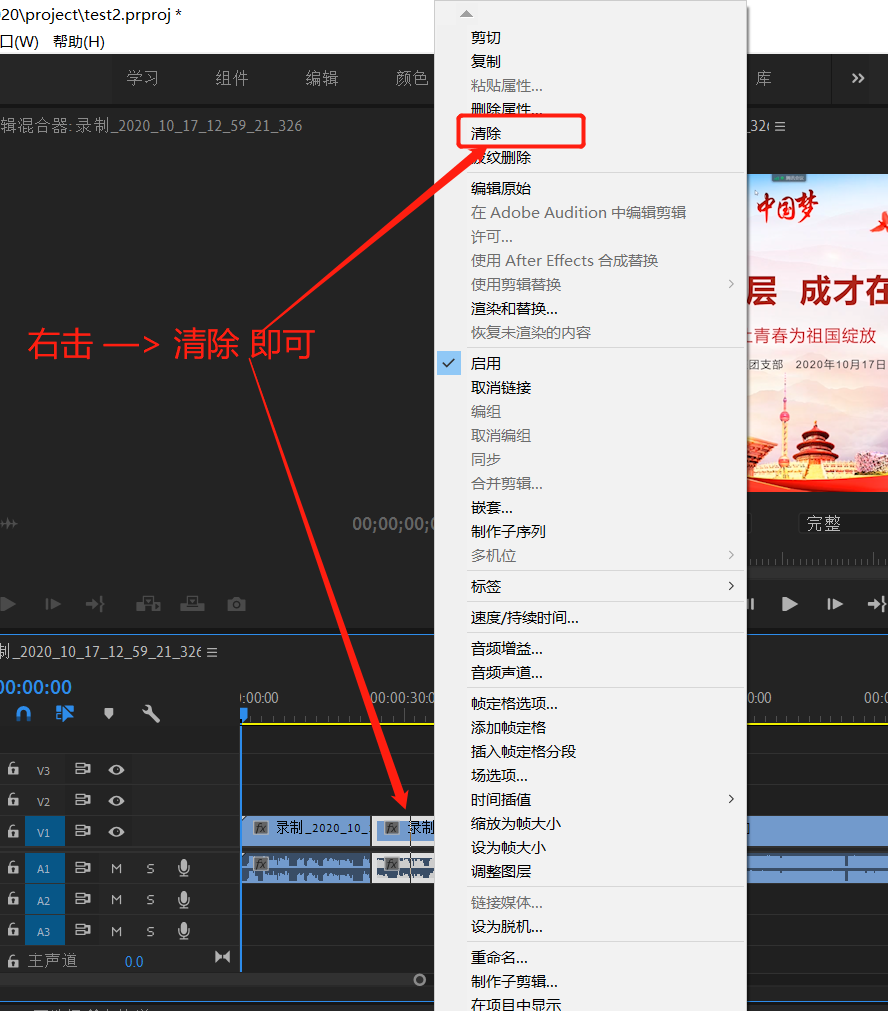 20\project\test2.prproj *
口(W) 帮助(H)
学习 组件 编辑 颜色 库
辑混合器: 录制_2020_10_17_12_59_21_326
剪切
复制
粘贴属性...
删除属性...
清除
波纹删除
编辑原始
在 Adobe Audition 中编辑剪辑
许可...
使用 After Effects 合成替换
使用剪辑替换
渲染和替换...
恢复未渲染的内容
启用
取消链接
编组
取消编组
同步
合并剪辑...
嵌套...
制作子序列
多机位
标签
速度/持续时间...
音频增益...
音频声道...
帧定格选项...
添加帧定格
插入帧定格分段
场选项...
时间插值
缩放为帧大小
设为帧大小
调整图层
链接媒体...
设为脱机...
重命名...
制作子剪辑...
在项目中显示
右击 —> 清除 即可
326
中国梦
层 成才在
让青春为祖国绽放
团支部 2020年10月17日
00;00;00;0
完整
制_2020_10_17_12_59_21_326
00:00:00
:00:00 00:00:30:0 00:00 00:0
V3
V2
V1 fx 录制_2020_10_ fx 录制
A1 M S fx fx
A2 M S
A3 M S
主声道 0.0